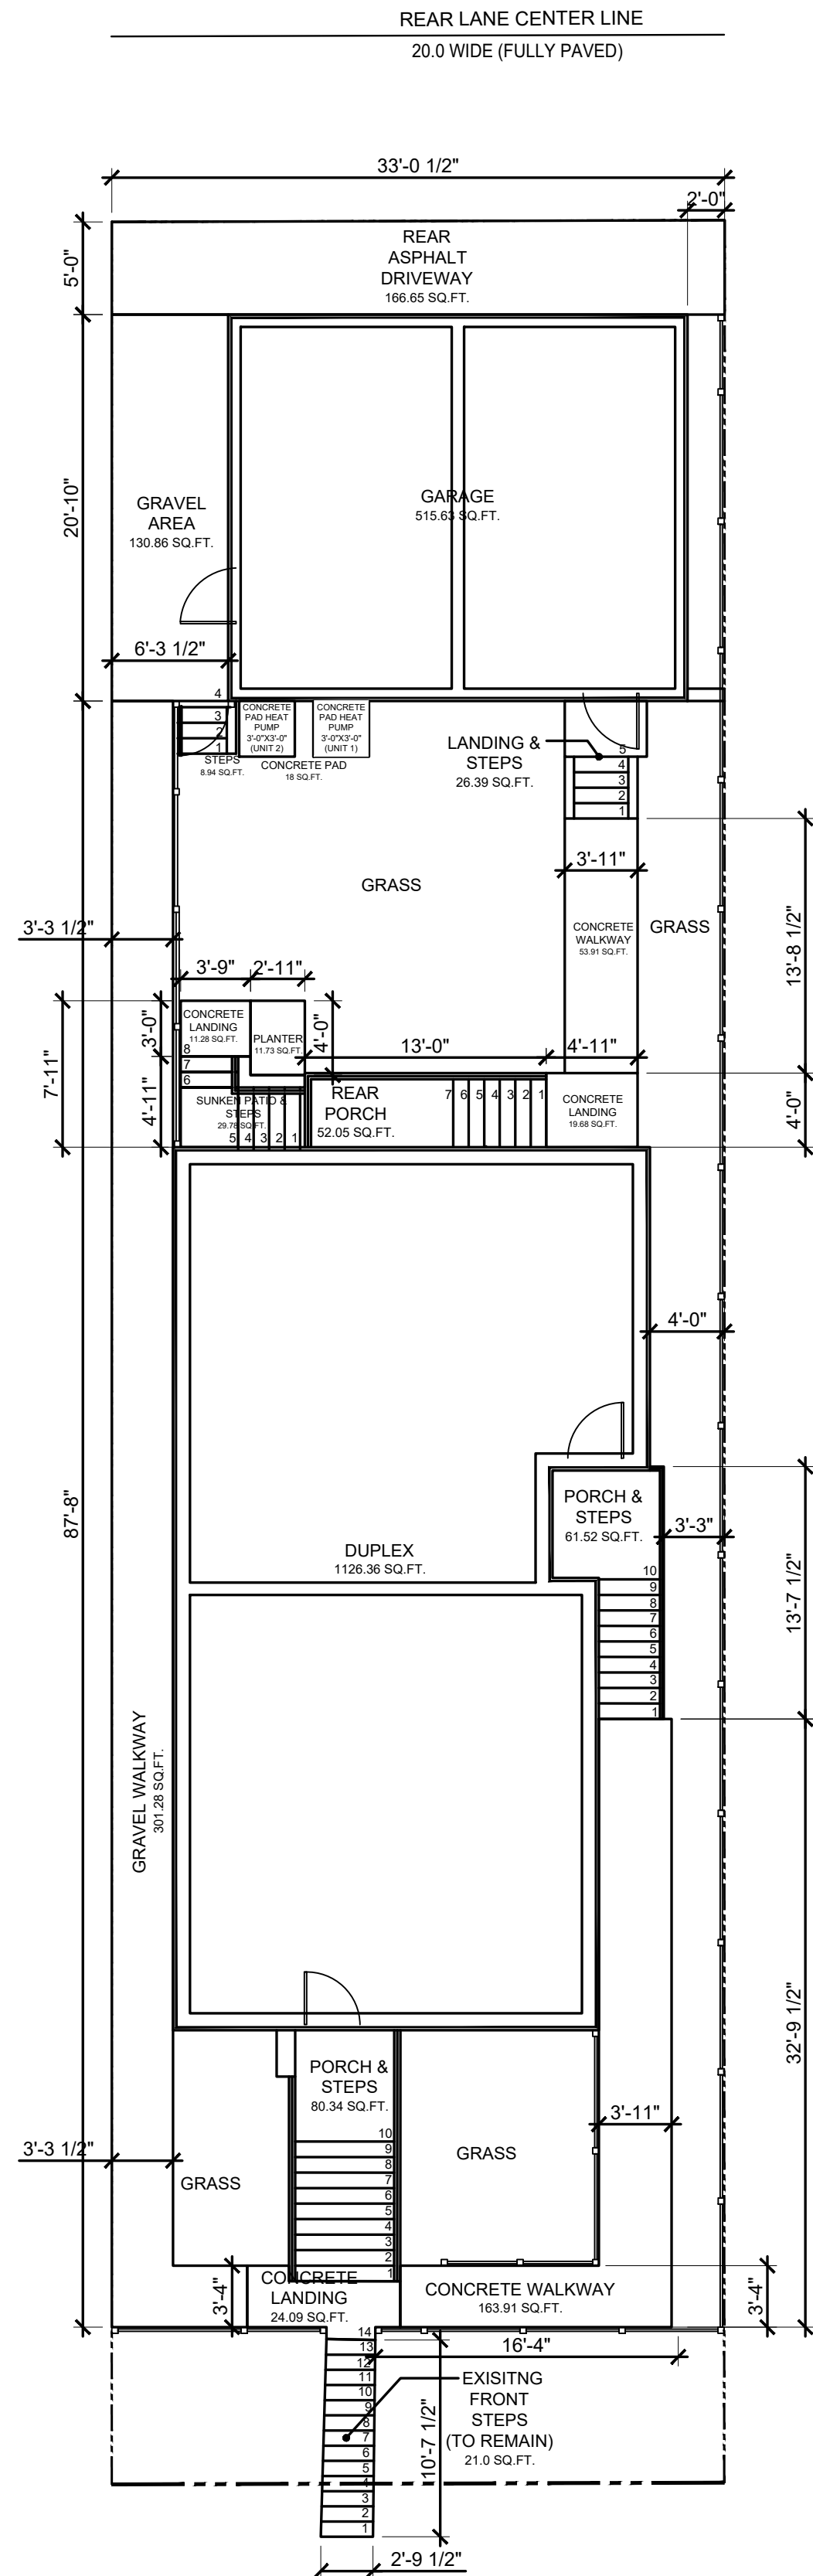 REAR LANE CENTER LINE
20.0 WIDE (FULLY PAVED)
33'-0 1/2"
2'-0"
5'-0"
REAR
ASPHALT
DRIVEWAY
166.65 SQ.FT.
20'-10"
GRAVEL
AREA
130.86 SQ.FT.
GARAGE
515.63 SQ.FT.
6'-3 1/2"
4
3
2
1
STEPS
8.94 SQ.FT.
CONCRETE
PAD HEAT
PUMP
3'-0"X3'-0"
(UNIT 2)
CONCRETE
PAD HEAT
PUMP
3'-0"X3'-0"
(UNIT 1)
CONCRETE PAD
18 SQ.FT.
LANDING &
STEPS
26.39 SQ.FT.
5
4
3
2
1
3'-11"
GRASS
CONCRETE
WALKWAY
53.91 SQ.FT.
GRASS
13'-8 1/2"
3'-3 1/2"
3'-9"
2'-11"
7'-11"
3'-0"
CONCRETE
LANDING
11.28 SQ.FT.
PLANTER
11.73 SQ.FT.
4'-0"
13'-0"
4'-11"
4'-11"
8
7
6
SUNKEN PATIO &
STEPS
29.78 SQ.FT.
5 4 3 2 1
REAR
PORCH
52.05 SQ.FT.
7 6 5 4 3 2 1
CONCRETE
LANDING
19.68 SQ.FT.
4'-0"
4'-0"
87'-8"
DUPLEX
1126.36 SQ.FT.
PORCH &
STEPS
61.52 SQ.FT.
3'-3"
13'-7 1/2"
10
9
8
7
6
5
4
3
2
1
GRAVEL WALKWAY
301.28 SQ.FT.
32'-9 1/2"
PORCH &
STEPS
80.34 SQ.FT.
3'-11"
10
9
8
7
6
5
4
3
2
1
3'-3 1/2"
GRASS
GRASS
3'-4"
CONCRETE
LANDING
24.09 SQ.FT.
CONCRETE WALKWAY
163.91 SQ.FT.
3'-4"
16'-4"
14
13
12
11
10
9
8
7
6
5
4
3
2
1
EXISITNG
FRONT
STEPS
(TO REMAIN)
21.0 SQ.FT.
10'-7 1/2"
2'-9 1/2"